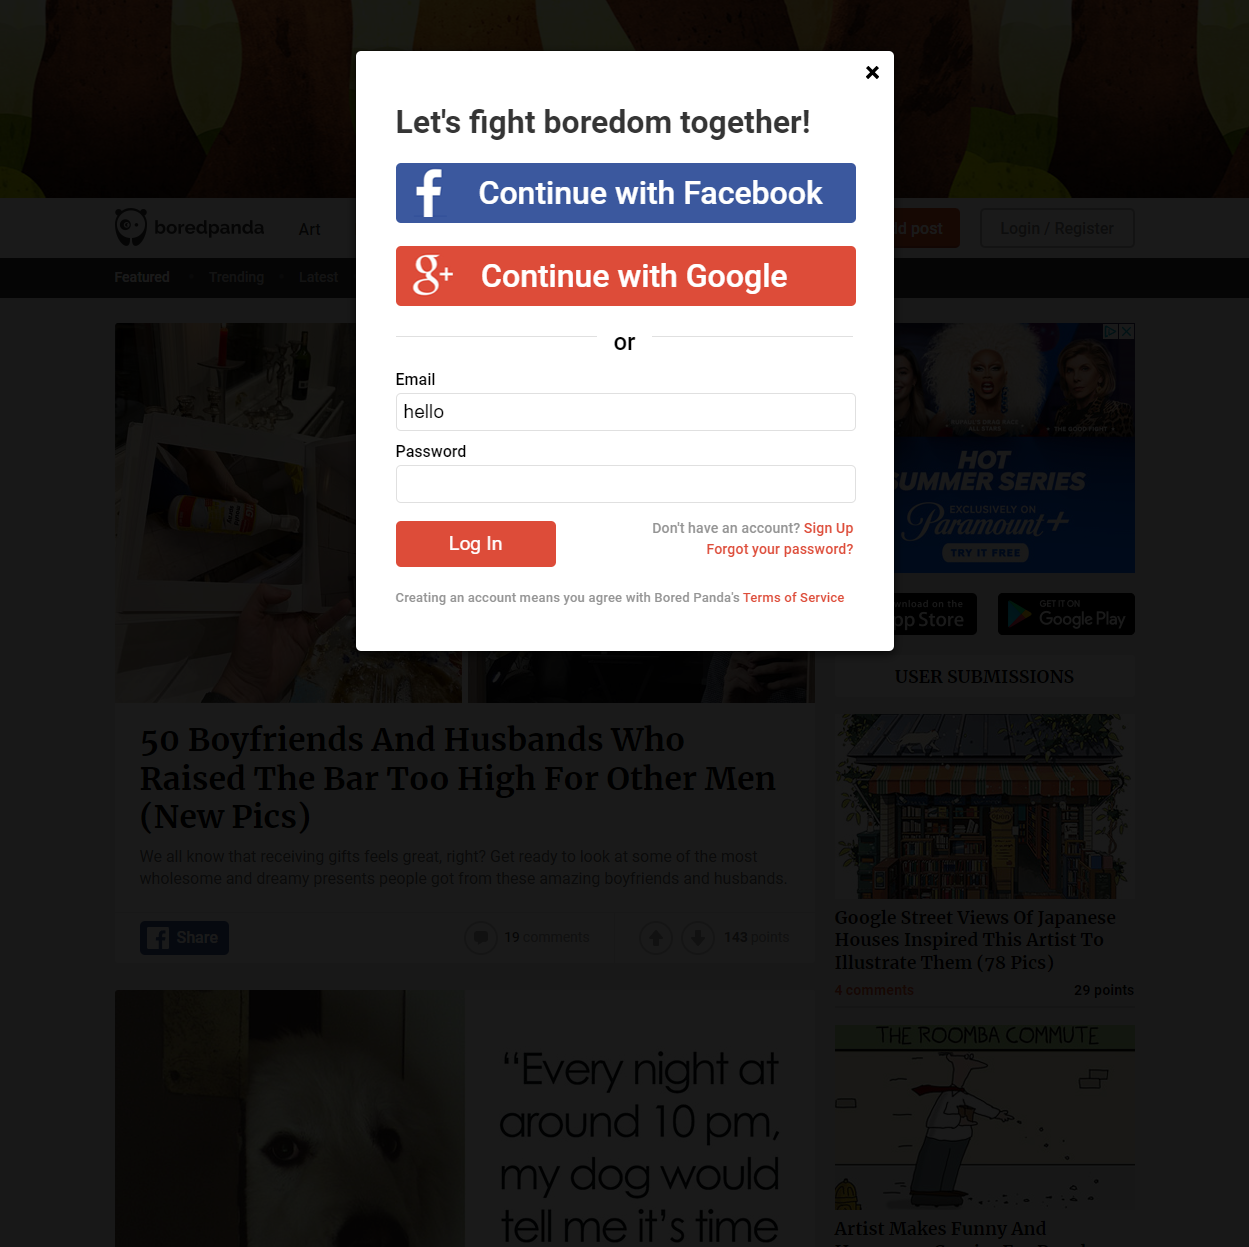 Let's fight boredom together!
Continue with Facebook
Continue with Google
or
Email
hello
Password
Log In
Don't have an account? Sign Up
Forgot your password?
Creating an account means you agree with Bored Panda's Terms of Service
boredpanda
Art
post
Login / Register
Featured
Trending
Latest
HOT
SUMMER SERIES
EXCLUSIVELY ON
Paramount+
TRY IT FREE
THE GOOD FIGHT
on the
App Store
GET IT ON
Google Play
USER SUBMISSIONS
50 Boyfriends And Husbands Who
Raised The Bar Too High For Other Men
(New Pics)
We all know that receiving gifts feels great, right? Get ready to look at some of the most
wholesome and dreamy presents people got from these amazing boyfriends and husbands.
Share
19 comments
143 points
Google Street Views Of Japanese
Houses Inspired This Artist To
Illustrate Them (78 Pics)
4 comments
29 points
THE ROOMBA COMMUTE
“Every night at
around 10 pm,
my dog would
tell me it's time
Artist Makes Funny And